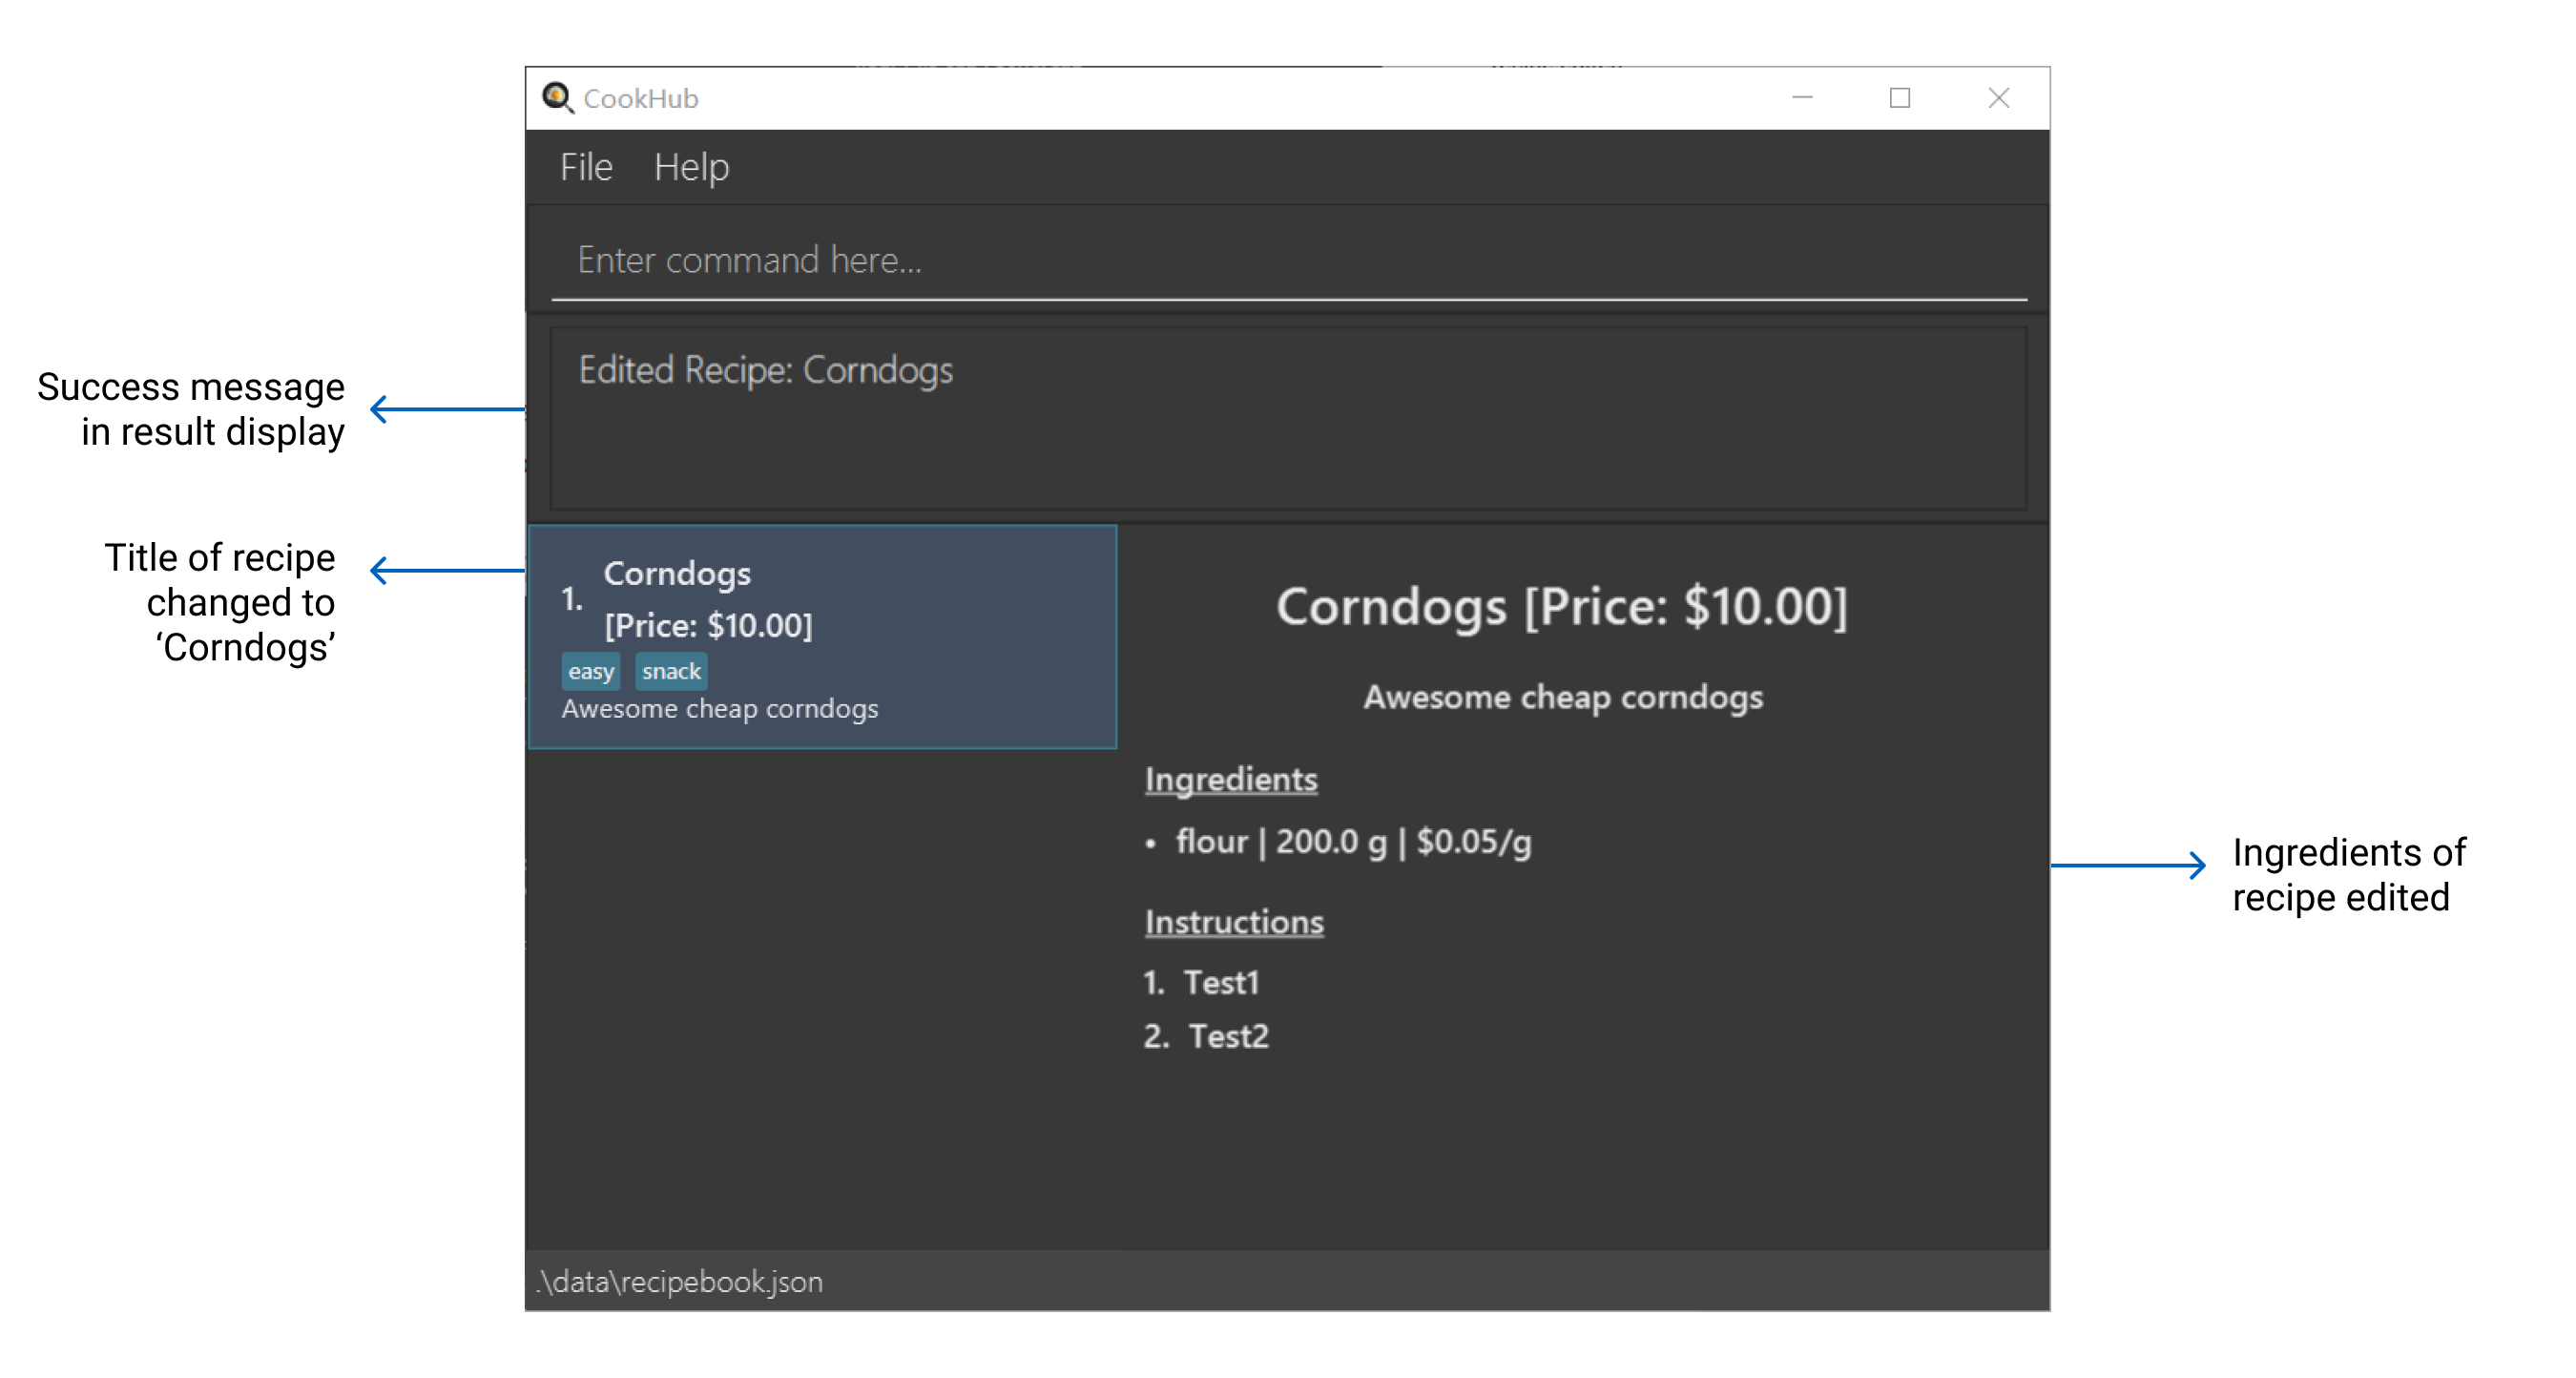 CookHub
File Help
Enter command here...
Edited Recipe: Corndogs
Success message
in result display
Title of recipe
changed to
‘Corndogs’
1. Corndogs
[Price: $10.00]
easy snack
Awesome cheap corndogs
Corndogs [Price: $10.00]
Awesome cheap corndogs
Ingredients
• flour | 200.0 g | $0.05/g
Instructions
1. Test1
2. Test2
Ingredients of
recipe edited
.\data\recipebook.json